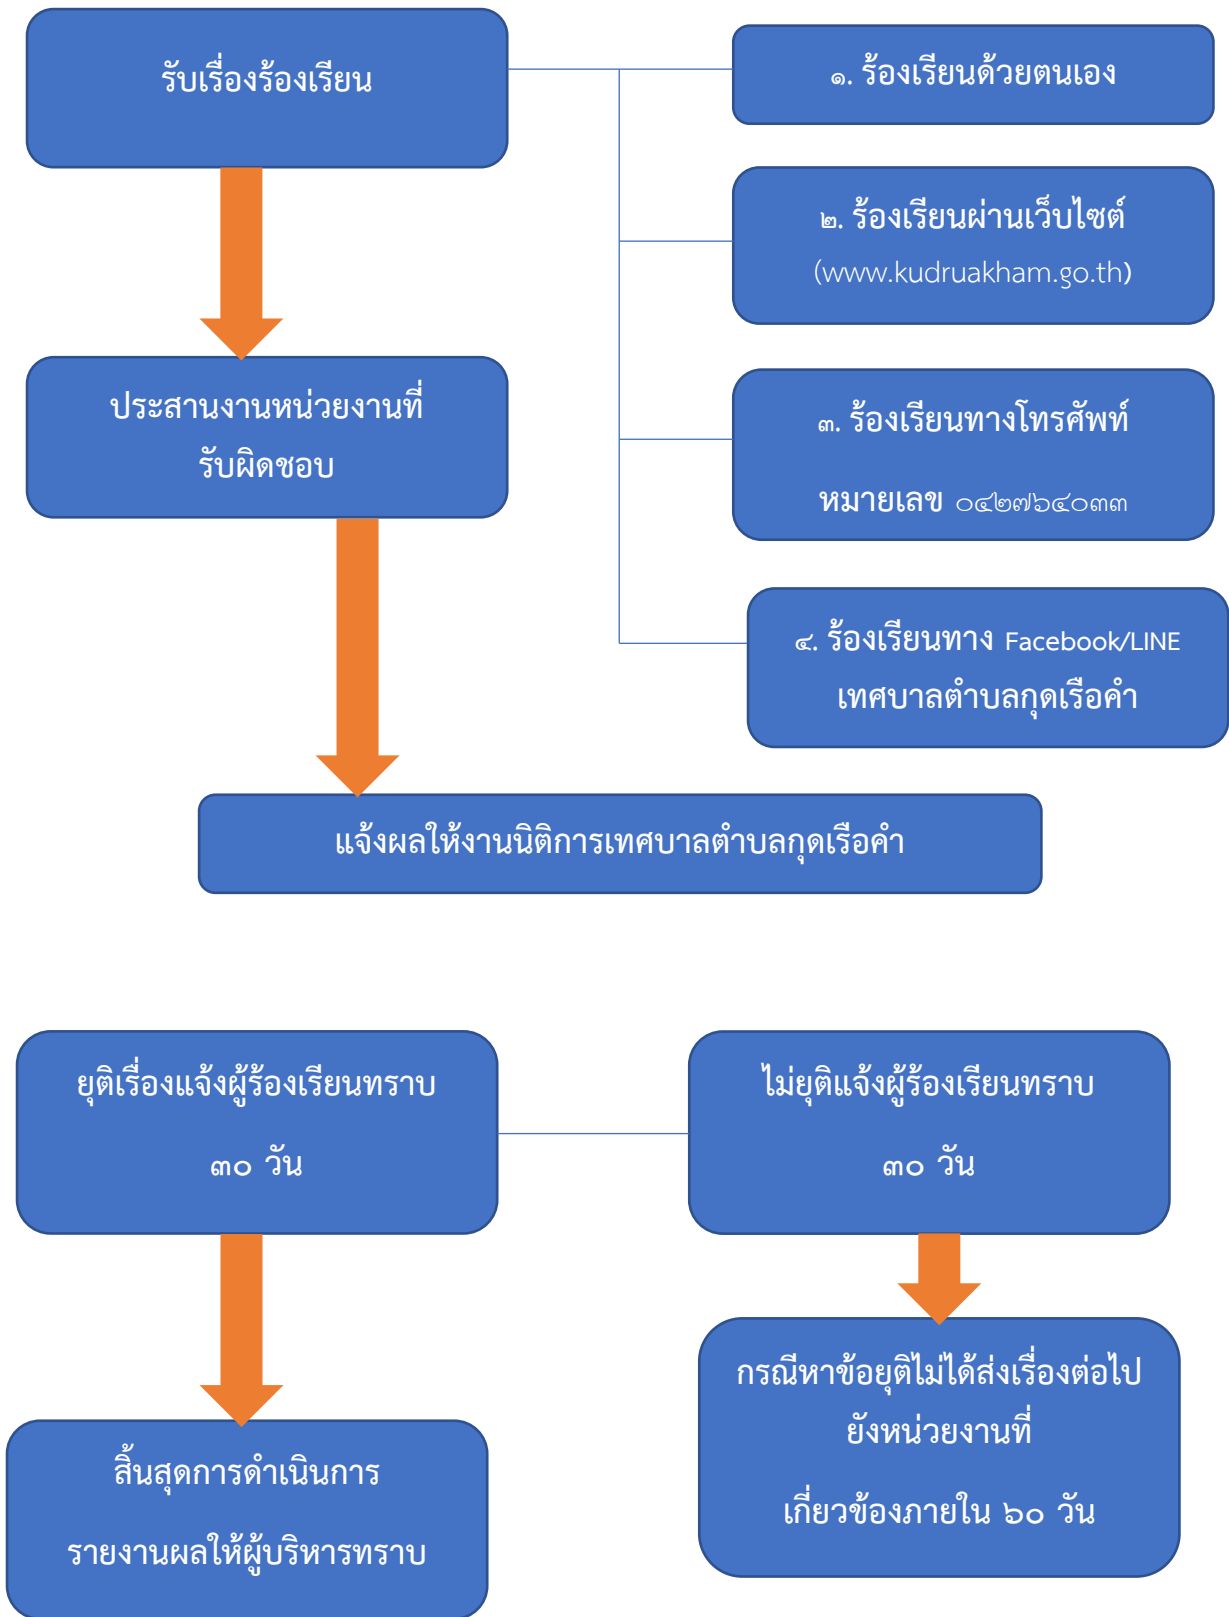 รับเรื่องร้องเรียน
๑. ร้องเรียนด้วยตนเอง
๒. ร้องเรียนผ่านเว็บไซต์
(www.kudruakham.go.th)
ประสานงานหน่วยงานที่
รับผิดชอบ
๓. ร้องเรียนทางโทรศัพท์
หมายเลข ๐๔๒๗๖๔๐๓๓
๔. ร้องเรียนทาง Facebook/LINE
เทศบาลตำบลกุดเรือคำ
แจ้งผลให้งานนิติการเทศบาลตำบลกุดเรือคำ
ยุติเรื่องแจ้งผู้ร้องเรียนทราบ
๓๐ วัน
ไม่ยุติแจ้งผู้ร้องเรียนทราบ
๓๐ วัน
สิ้นสุดการดำเนินการ
รายงานผลให้ผู้บริหารทราบ
กรณีหาข้อยุติไม่ได้ส่งเรื่องต่อไป
ยังหน่วยงานที่
เกี่ยวข้องภายใน ๖๐ วัน